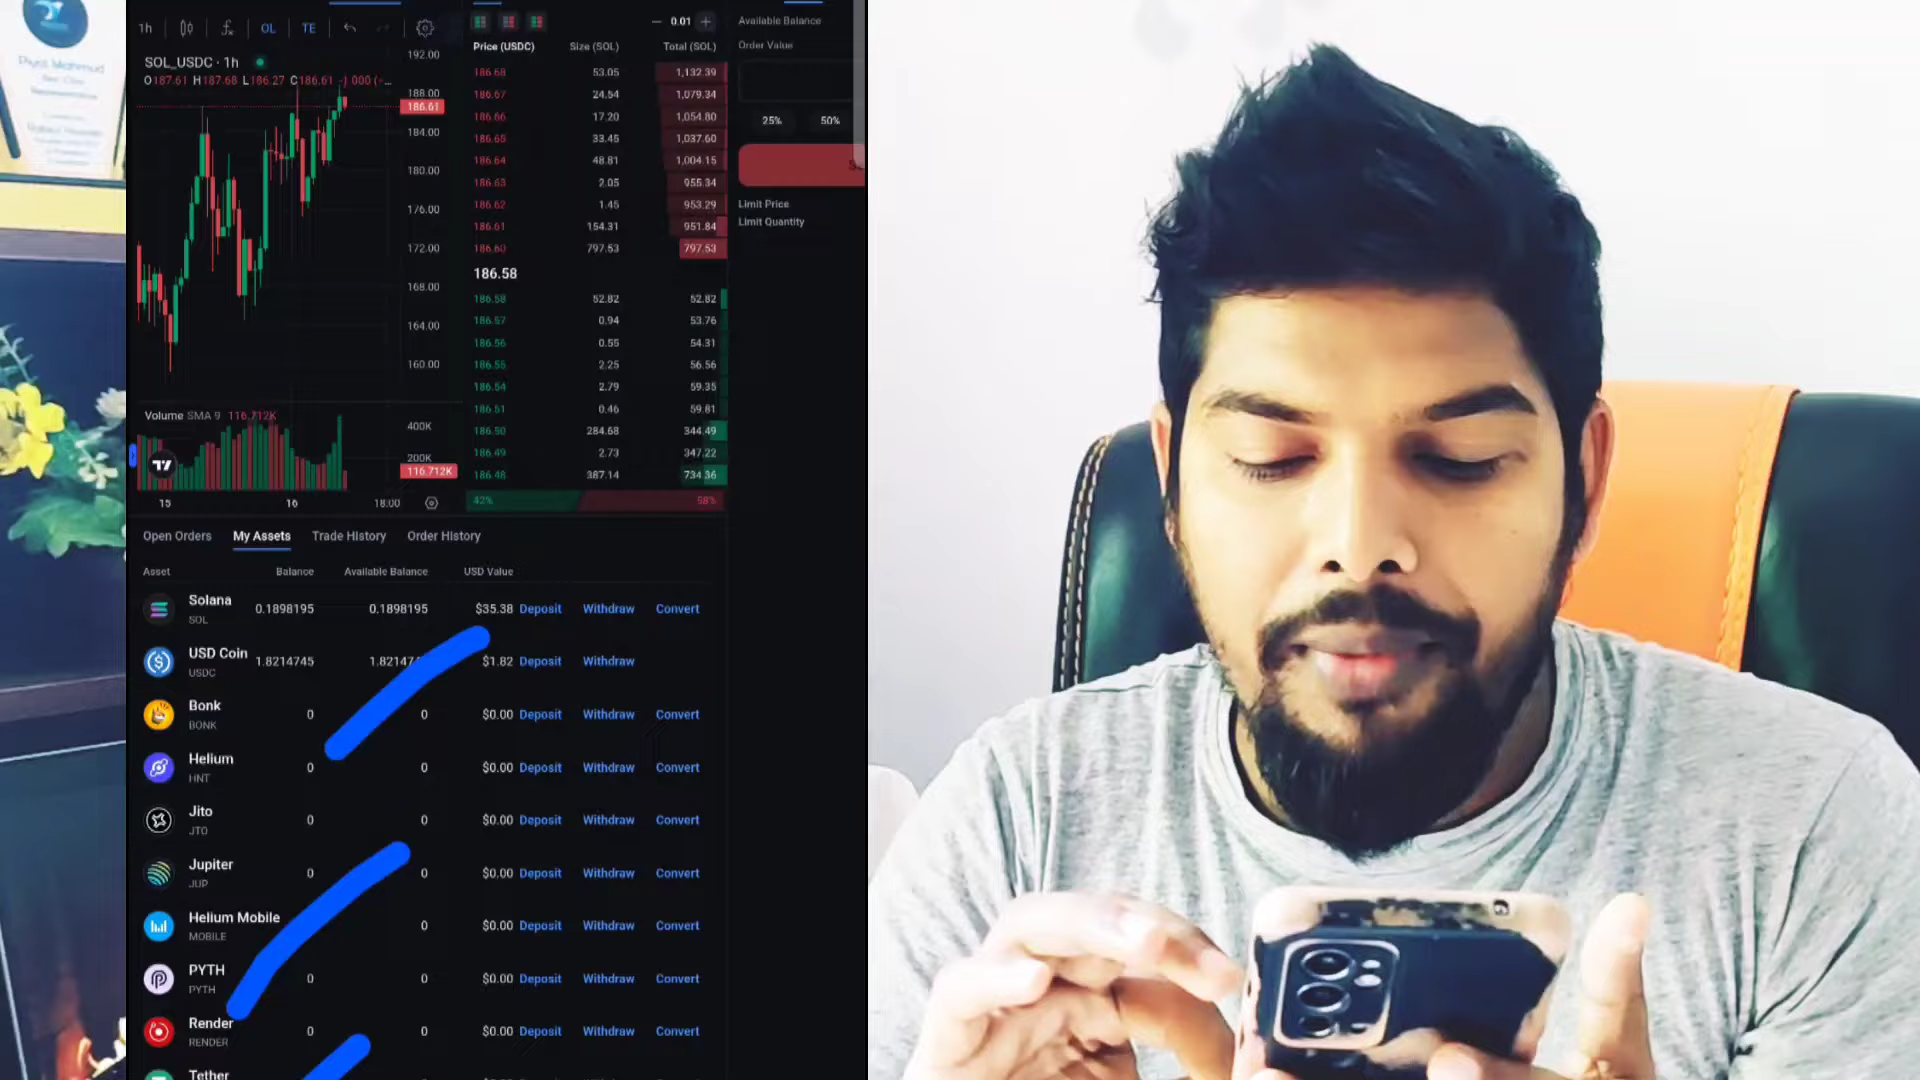 Piyal Mahmud
1h OL TE
0.01
Available Balance
Order Value
SOL_USDC · 1h
O187.61 H187.68 L186.27 C186.61 -1.000 (-...
192.00
188.00
186.61
184.00
180.00
176.00
172.00
168.00
164.00
160.00
Volume SMA 9 116.712K
400K
200K
116.712K
15 16 18:00
Price (USDC) Size (SOL) Total (SOL)
186.68 53.05 1,132.39
186.67 24.54 1,079.34
186.66 17.20 1,054.80
186.65 33.45 1,037.60
186.64 48.81 1,004.15
186.63 2.05 955.34
186.62 1.45 953.29
186.61 154.31 951.84
186.60 797.53 797.53
186.58
186.58 52.82 52.82
186.57 0.94 53.76
186.56 0.55 54.31
186.55 2.25 56.56
186.54 2.79 59.35
186.51 0.46 59.81
186.50 284.68 344.49
186.49 2.73 347.22
186.48 387.14 734.36
42% 58%
25% 50%
Limit Price
Limit Quantity
Open Orders My Assets Trade History Order History
Asset Balance Available Balance USD Value
Solana 0.1898195 0.1898195 $35.38 Deposit Withdraw Convert
SOL
USD Coin 1.8214745 1.82147 $1.82 Deposit Withdraw
USDC
Bonk 0 0 $0.00 Deposit Withdraw Convert
BONK
Helium 0 0 $0.00 Deposit Withdraw Convert
HNT
Jito 0 0 $0.00 Deposit Withdraw Convert
JTO
Jupiter 0 0 $0.00 Deposit Withdraw Convert
JUP
Helium Mobile 0 $0.00 Deposit Withdraw Convert
MOBILE
PYTH 0 0 $0.00 Deposit Withdraw Convert
PYTH
Render 0 0 $0.00 Deposit Withdraw Convert
RENDER
Tether